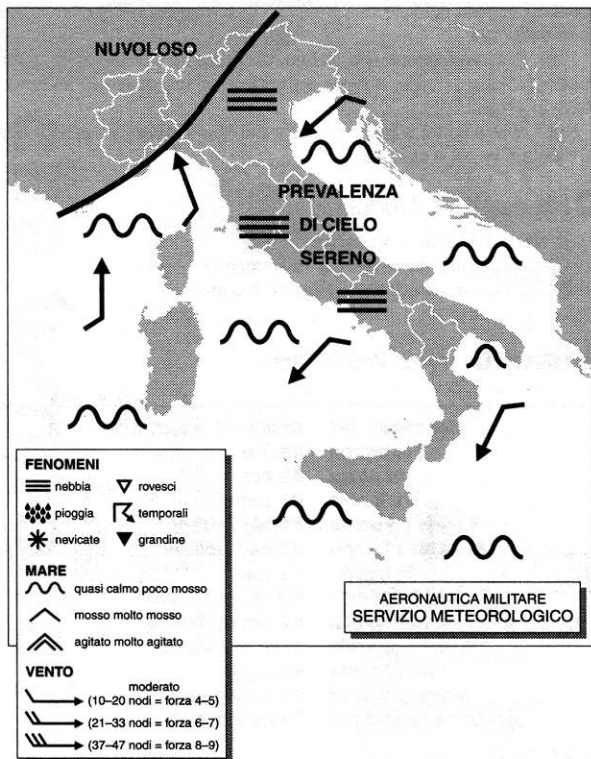 NUVOLOSO
PREVALENZA
DI CIELO
SERENO
FENOMENI
nebbia
rovesci
pioggia
temporali
nevicate
grandine
MARE
quasi calmo poco mosso
mosso molto mosso
agitato molto agitato
VENTO
moderato
(10–20 nodi = forza 4–5)
(21–33 nodi = forza 6–7)
(37–47 nodi = forza 8–9)
AERONAUTICA MILITARE
SERVIZIO METEOROLOGICO